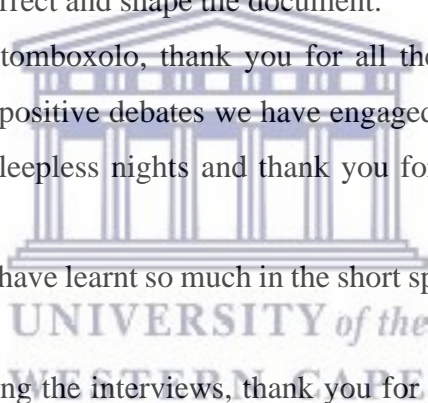 rrect and shape the document.
tomboxolo, thank you for all the
positive debates we have engaged
leepless nights and thank you for
have learnt so much in the short sp
UNIVERSITY of the
ng the interviews, thank you for
WESTERN CAPE